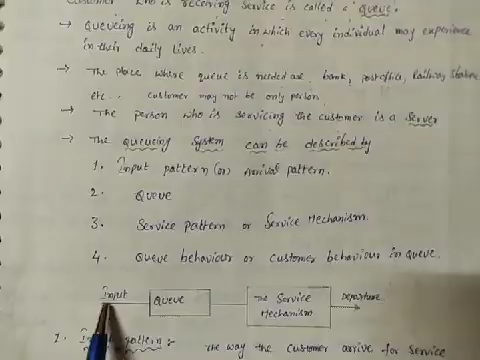 Customer who is receiving service is called a Queue.
→ Queueing is an activity in which every individual may experience
in their daily lives.
→ The place where queue is needed are bank, postoffice, Railway station
etc... customer may not be only person.
→ The person who is servicing the customer is a Server
→ The Queueing System can be described by
1. Input pattern (or) arrival pattern.
2. Queue
3. Service pattern or Service Mechanism.
4. Queue behaviour or customer behaviour in queue.
Input Queue The Service Mechanism Departure
1. pattern :- the way the customer arrive for service